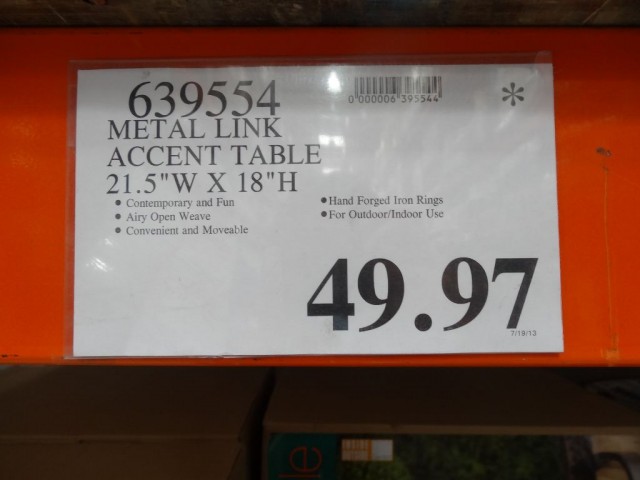 639554
0 000006 395544
*
METAL LINK
ACCENT TABLE
21.5"W X 18"H
• Contemporary and Fun
• Airy Open Weave
• Convenient and Moveable
• Hand Forged Iron Rings
• For Outdoor/Indoor Use
49.97
7/19/13